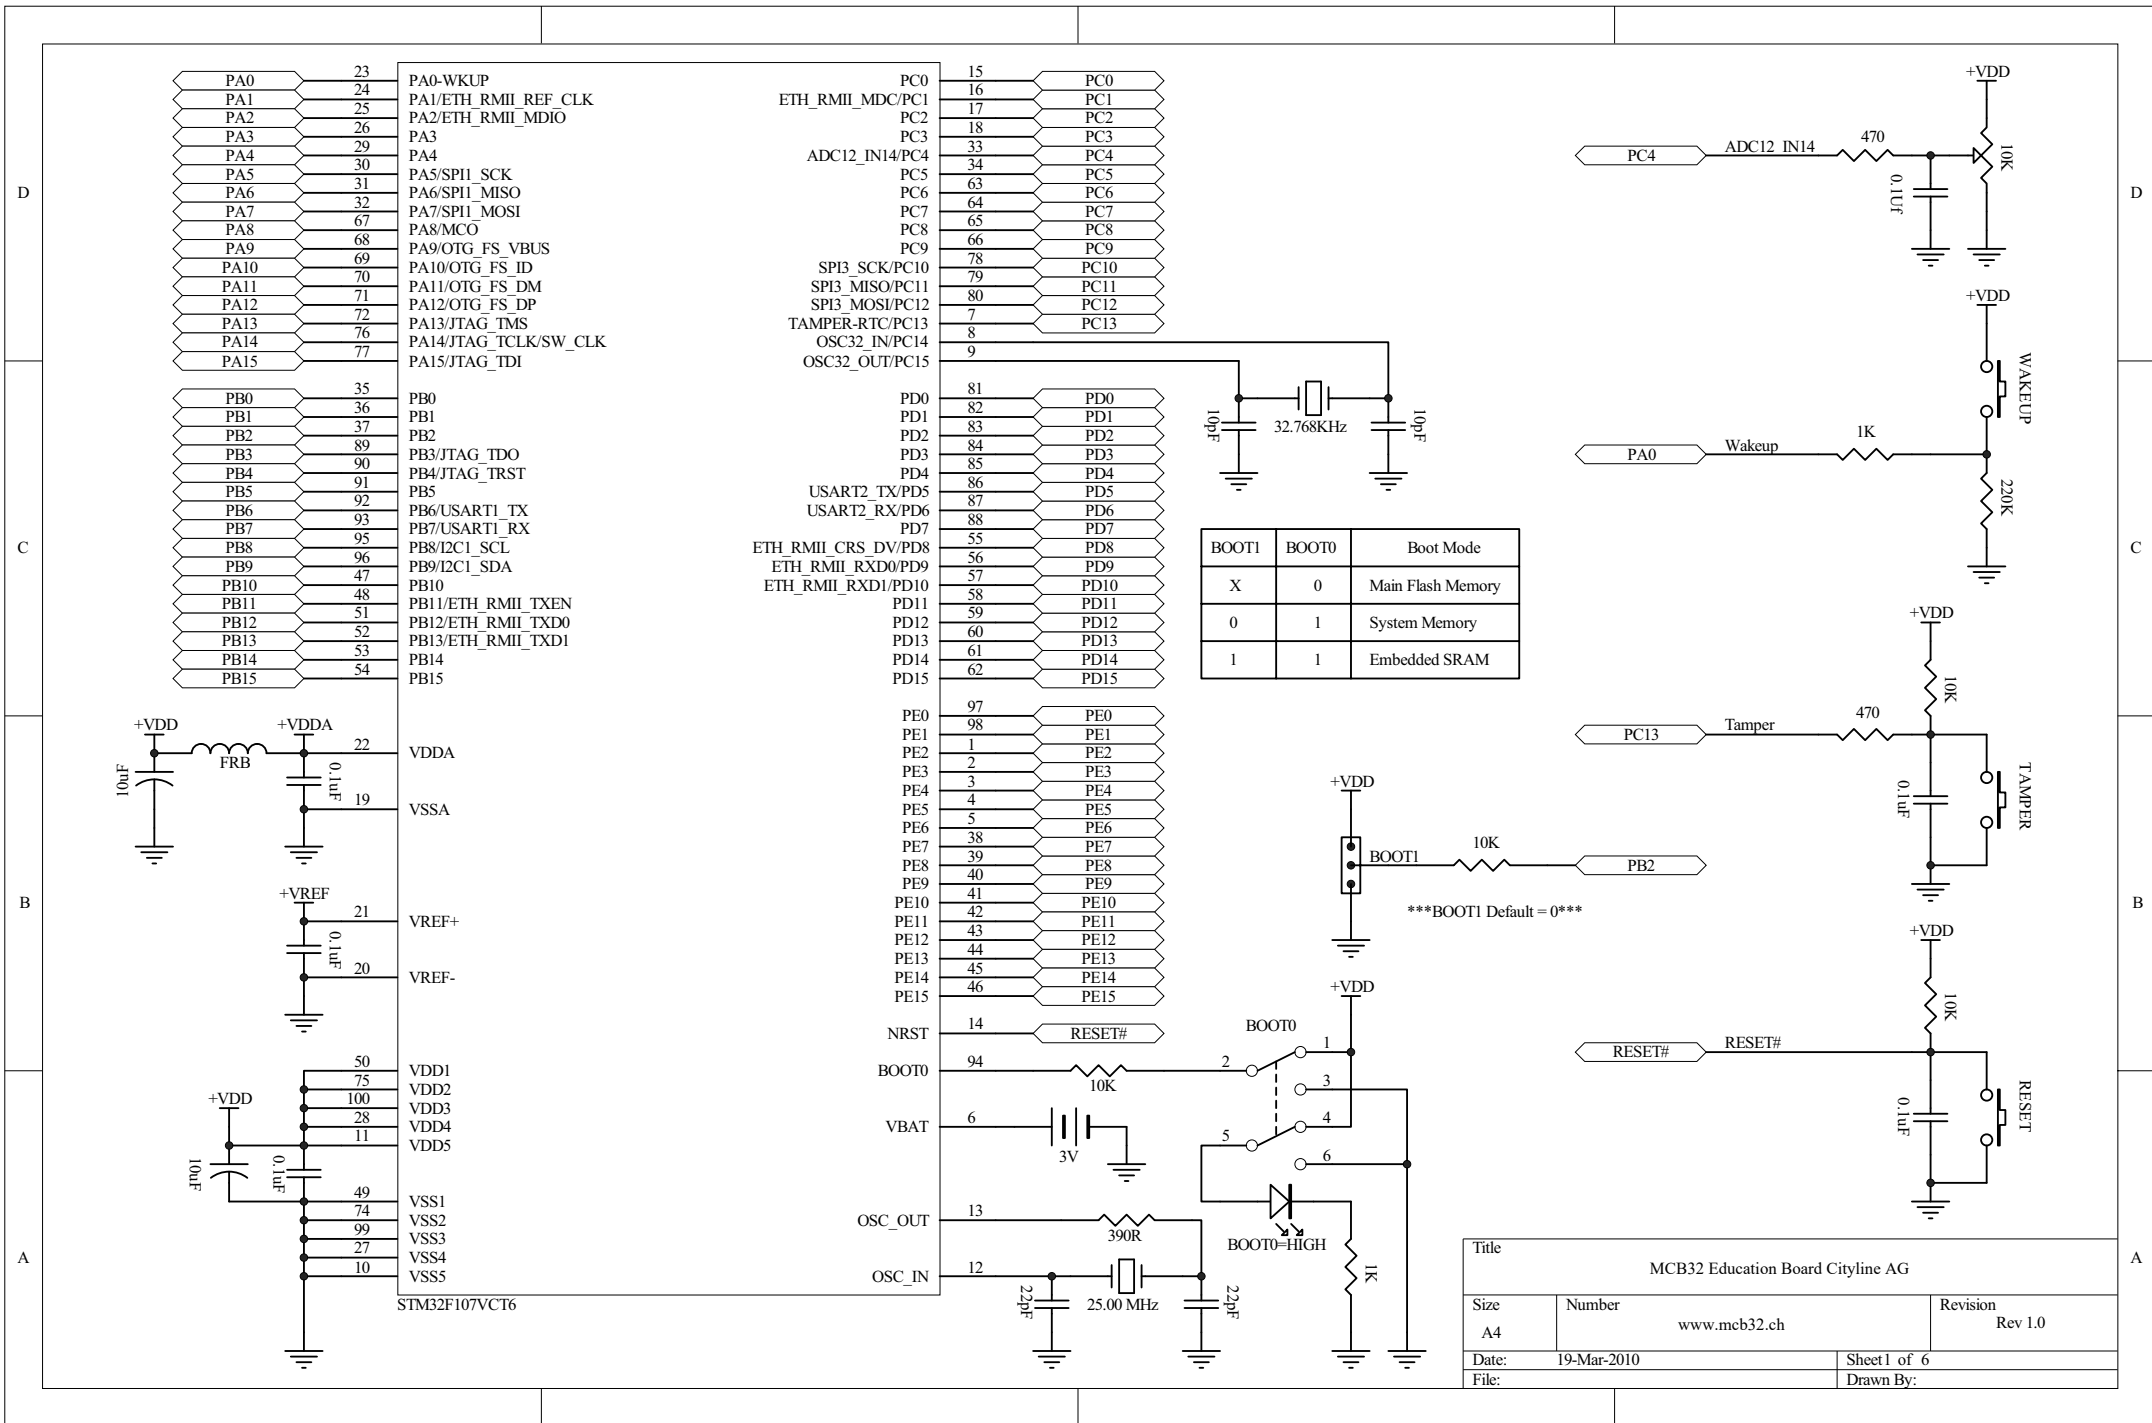 D
C
B
A
PA0 23 PA0-WKUP
PA1 24 PA1/ETH_RMII_REF_CLK
PA2 25 PA2/ETH_RMII_MDIO
PA3 26 PA3
PA4 29 PA4
PA5 30 PA5/SPI1_SCK
PA6 31 PA6/SPI1_MISO
PA7 32 PA7/SPI1_MOSI
PA8 67 PA8/MCO
PA9 68 PA9/OTG_FS_VBUS
PA10 69 PA10/OTG_FS_ID
PA11 70 PA11/OTG_FS_DM
PA12 71 PA12/OTG_FS_DP
PA13 72 PA13/JTAG_TMS
PA14 76 PA14/JTAG_TCLK/SW_CLK
PA15 77 PA15/JTAG_TDI
PB0 35 PB0
PB1 36 PB1
PB2 37 PB2
PB3 89 PB3/JTAG_TDO
PB4 90 PB4/JTAG_TRST
PB5 91 PB5
PB6 92 PB6/USART1_TX
PB7 93 PB7/USART1_RX
PB8 95 PB8/I2C1_SCL
PB9 96 PB9/I2C1_SDA
PB10 47 PB10
PB11 48 PB11/ETH_RMII_TXEN
PB12 51 PB12/ETH_RMII_TXD0
PB13 52 PB13/ETH_RMII_TXD1
PB14 53 PB14
PB15 54 PB15
+VDD +VDDA
FRB 22 VDDA
10uF 0.1uF
19 VSSA
+VREF
21 VREF+
0.1uF
20 VREF-
50 VDD1
75 VDD2
+VDD 100 VDD3
28 VDD4
11 VDD5
10uF 0.1uF
49 VSS1
74 VSS2
99 VSS3
27 VSS4
10 VSS5
STM32F107VCT6
PC0 15 PC0
ETH_RMII_MDC/PC1 16 PC1
PC2 17 PC2
PC3 18 PC3
ADC12_IN14/PC4 33 PC4
PC5 34 PC5
PC6 63 PC6
PC7 64 PC7
PC8 65 PC8
PC9 66 PC9
SPI3_SCK/PC10 78 PC10
SPI3_MISO/PC11 79 PC11
SPI3_MOSI/PC12 80 PC12
TAMPER-RTC/PC13 7 PC13
OSC32_IN/PC14 8
OSC32_OUT/PC15 9
10pF 32.768KHz 10pF
PD0 81 PD0
PD1 82 PD1
PD2 83 PD2
PD3 84 PD3
PD4 85 PD4
USART2_TX/PD5 86 PD5
USART2_RX/PD6 87 PD6
PD7 88 PD7
ETH_RMII_CRS_DV/PD8 55 PD8
ETH_RMII_RXD0/PD9 56 PD9
ETH_RMII_RXD1/PD10 57 PD10
PD11 58 PD11
PD12 59 PD12
PD13 60 PD13
PD14 61 PD14
PD15 62 PD15
PE0 97 PE0
PE1 98 PE1
PE2 1 PE2
PE3 2 PE3
PE4 3 PE4
PE5 4 PE5
PE6 5 PE6
PE7 38 PE7
PE8 39 PE8
PE9 40 PE9
PE10 41 PE10
PE11 42 PE11
PE12 43 PE12
PE13 44 PE13
PE14 45 PE14
PE15 46 PE15
NRST 14 RESET#
BOOT0 94 10K
VBAT 6 3V
OSC_OUT 13 390R
OSC_IN 12
22pF 25.00 MHz 22pF
BOOT1 BOOT0 Boot Mode
X 0 Main Flash Memory
0 1 System Memory
1 1 Embedded SRAM
+VDD
BOOT1 10K PB2
***BOOT1 Default = 0***
+VDD
BOOT0
2 1
3
5 4
6
BOOT0=HIGH
1K
+VDD
PC4 ADC12_IN14 470 10K
0.1Uf
+VDD
WAKEUP
PA0 Wakeup 1K
220K
+VDD
10K
PC13 Tamper 470
0.1uF TAMPER
+VDD
10K
RESET# RESET#
0.1uF RESET
Title
MCB32 Education Board Cityline AG
Size Number Revision
A4 www.mcb32.ch Rev 1.0
Date: 19-Mar-2010 Sheet1 of 6
File: Drawn By:
D
C
B
A